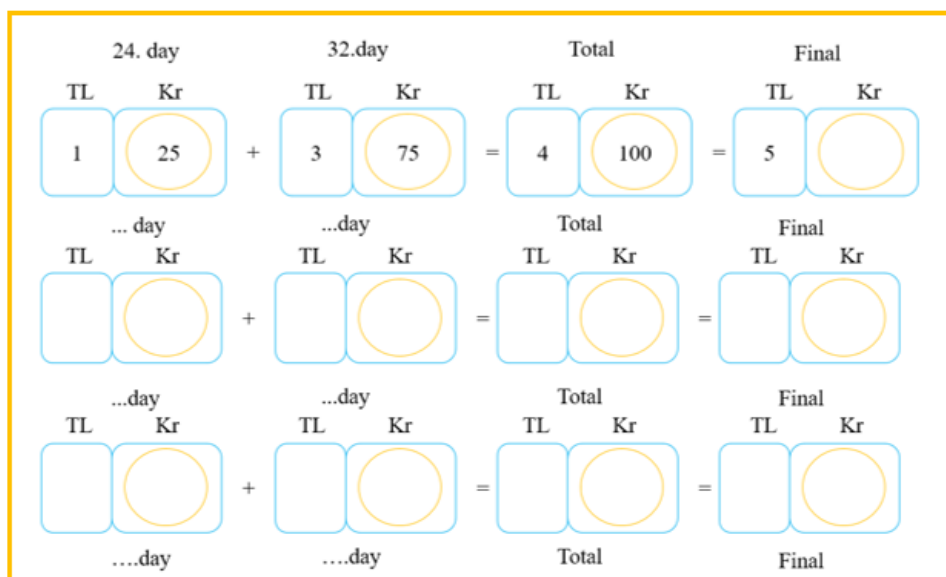 24. day 32.day Total Final
TL Kr TL Kr TL Kr TL Kr
1 25 + 3 75 = 4 100 = 5
... day ...day Total Final
TL Kr TL Kr TL Kr TL Kr
+ = =
...day ...day Total Final
TL Kr TL Kr TL Kr TL Kr
+ = =
....day ....day Total Final